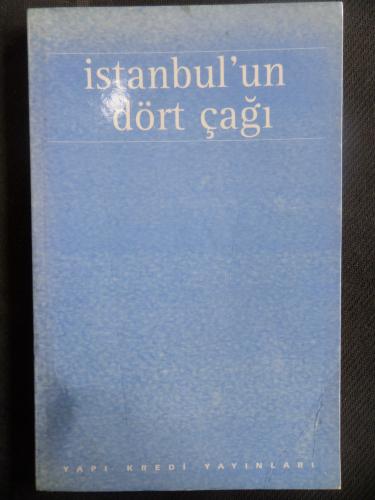 istanbul'un
dört çağı
YAPI KREDİ YAYINLARI